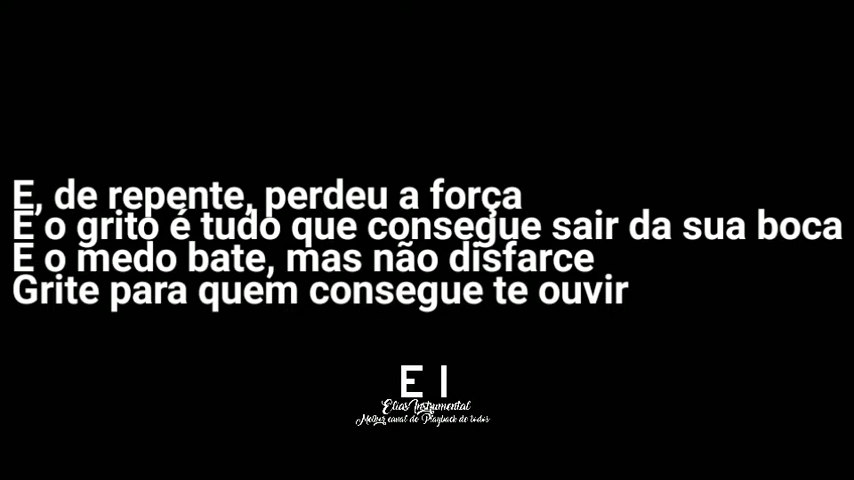 E, de repente, perdeu a força
E o grito é tudo que consegue sair da sua boca
E o medo bate, mas não disfarce
Grite para quem consegue te ouvir
E I
Elias Instrumental
Melhor canal de Playback de todos